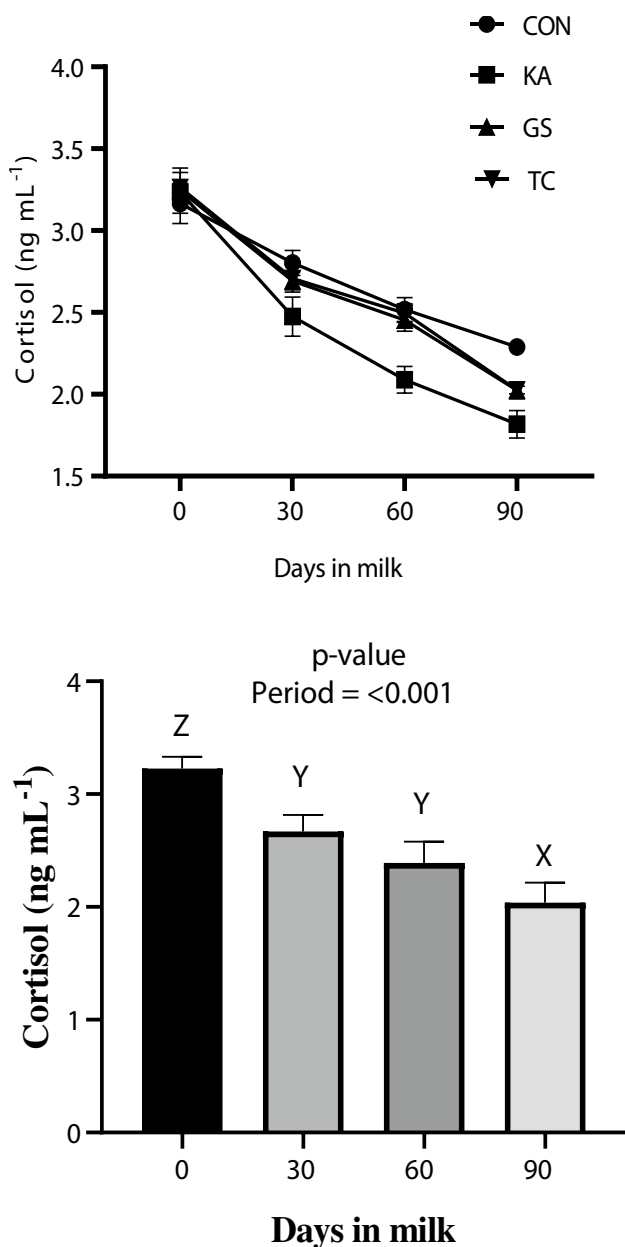 CON
KA
GS
TC
4.0
3.5
3.0
2.5
2.0
1.5
Cortisol (ng mL⁻¹)
0 30 60 90
Days in milk
p-value
Period = <0.001
4
3
2
1
0
Cortisol (ng mL⁻¹)
Z
Y
Y
X
0 30 60 90
Days in milk